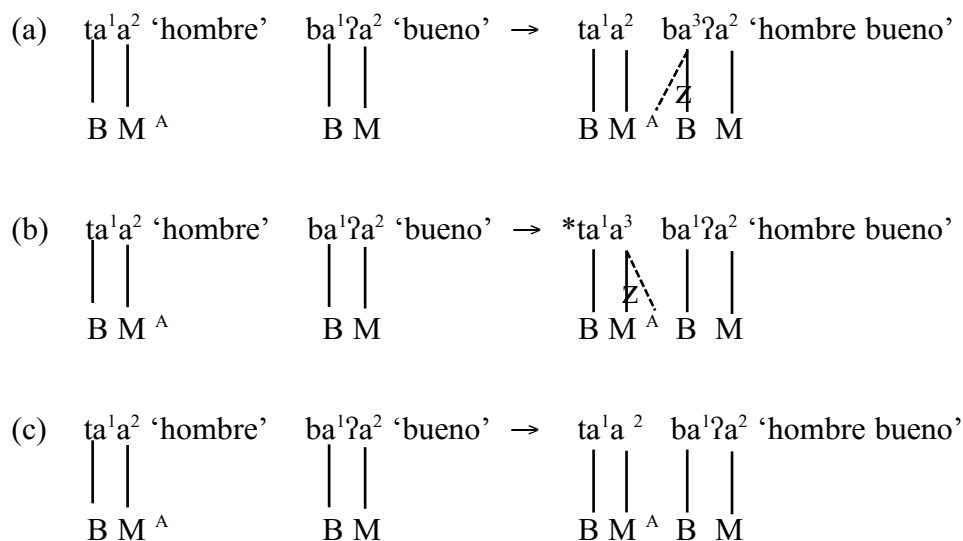 (a) ta¹a² ‘hombre’ ba¹ʔa² ‘bueno’ → ta¹a² ba³ʔa² ‘hombre bueno’
z
B M ᴬ B M B M ᴬ B M
(b) ta¹a² ‘hombre’ ba¹ʔa² ‘bueno’ → *ta¹a³ ba¹ʔa² ‘hombre bueno’
z
B M ᴬ B M B M ᴬ B M
(c) ta¹a² ‘hombre’ ba¹ʔa² ‘bueno’ → ta¹a ² ba¹ʔa² ‘hombre bueno’
B M ᴬ B M B M ᴬ B M